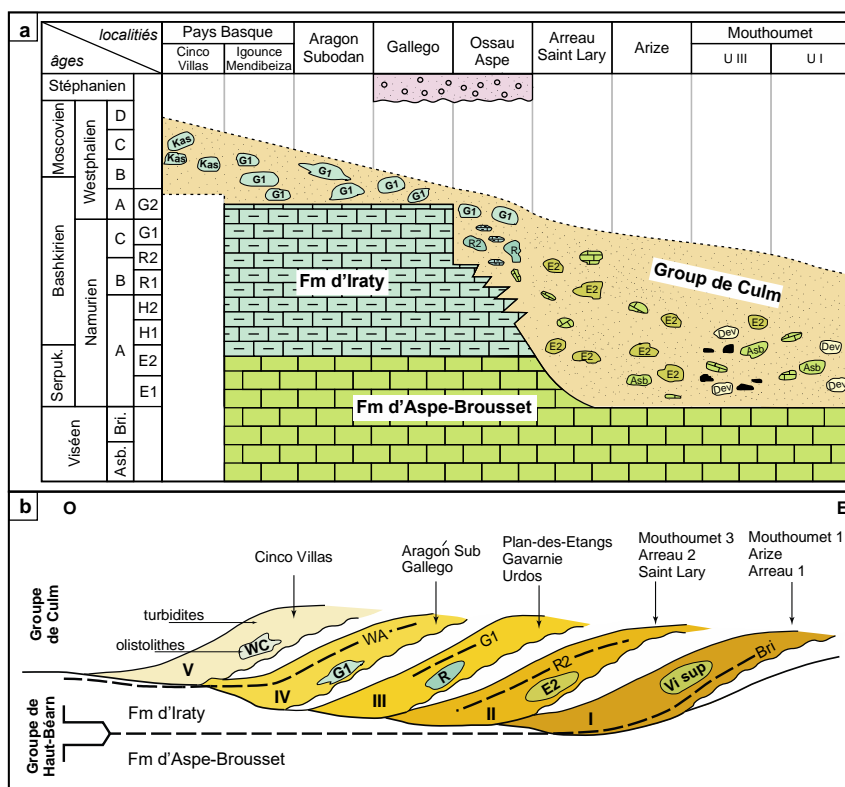 a
localités
âges
Pays Basque
Cinco Villas
Igounce Mendibeiza
Aragon Subodan
Gallego
Ossau Aspe
Arreau Saint Lary
Arize
Mouthoumet
U III
U I
Stéphanien
Moscovien
Westphalien
D
C
B
A
G2
Bashkirien
Namurien
C
G1
R2
B
R1
A
H2
H1
Serpuk.
E2
E1
Viséen
Bri.
Asb.
Kas
Kas
Kas
G1
G1
G1
G1
G1
G1
G1
G1
G1
R2
R
E2
E2
E2
E2
E2
E2
E2
E2
Asb
Dev
Asb
Dev
Dev
Asb
Dev
Group de Culm
Fm d'Iraty
Fm d'Aspe-Brousset
b
O
E
Groupe de Culm
Cinco Villas
Aragón Sub
Gallego
Plan-des-Etangs
Gavarnie
Urdos
Mouthoumet 3
Arreau 2
Saint Lary
Mouthoumet 1
Arize
Arreau 1
turbidites
olistolithes
WC
WA
G1
G1
R
R2
E2
Bri
Vi sup
V
IV
III
II
I
Groupe de Haut-Béarn
Fm d'Iraty
Fm d'Aspe-Brousset